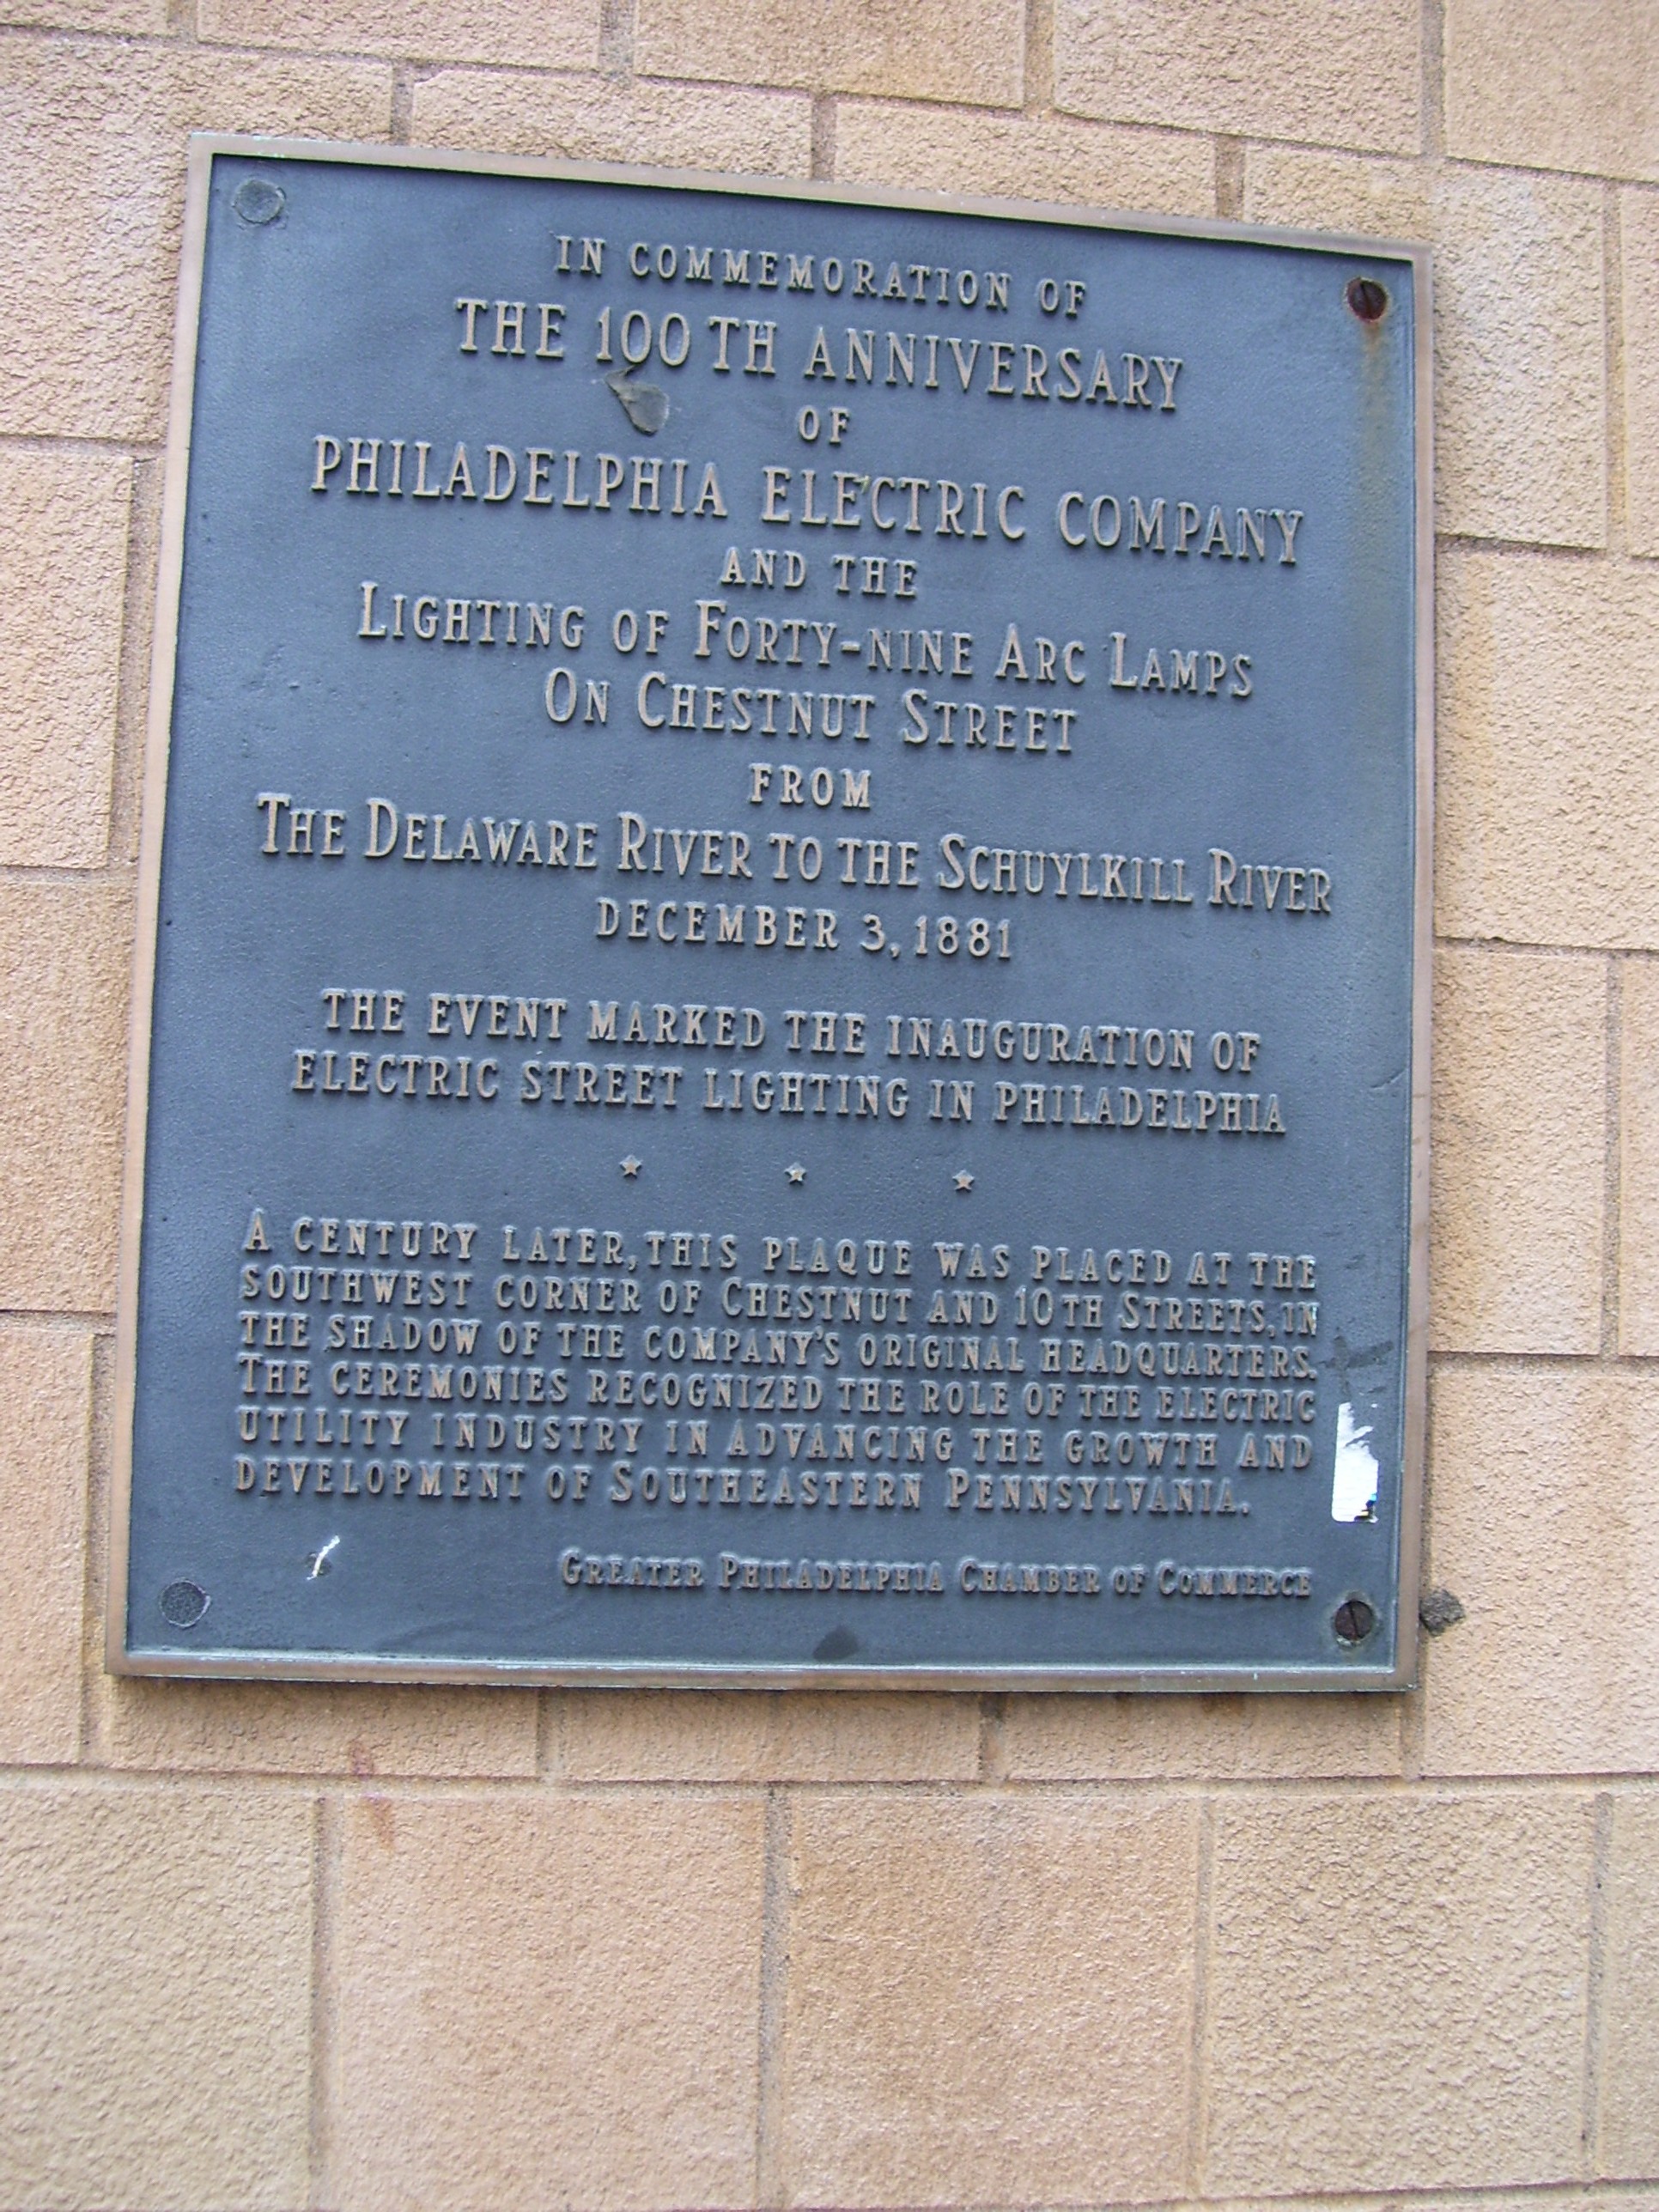 IN COMMEMORATION OF
THE 100TH ANNIVERSARY
OF
PHILADELPHIA ELECTRIC COMPANY
AND THE
LIGHTING OF FORTY-NINE ARC LAMPS
ON CHESTNUT STREET
FROM
THE DELAWARE RIVER TO THE SCHUYLKILL RIVER
DECEMBER 3, 1881
THE EVENT MARKED THE INAUGURATION OF
ELECTRIC STREET LIGHTING IN PHILADELPHIA
A CENTURY LATER, THIS PLAQUE WAS PLACED AT THE
SOUTHWEST CORNER OF CHESTNUT AND 10TH STREETS, IN
THE SHADOW OF THE COMPANY'S ORIGINAL HEADQUARTERS.
THE CEREMONIES RECOGNIZED THE ROLE OF THE ELECTRIC
UTILITY INDUSTRY IN ADVANCING THE GROWTH AND
DEVELOPMENT OF SOUTHEASTERN PENNSYLVANIA.
GREATER PHILADELPHIA CHAMBER OF COMMERCE